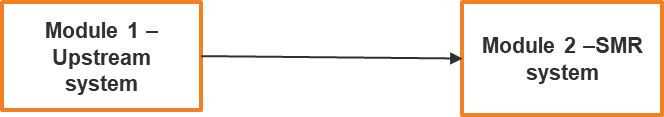 Module 1 –
Upstream
system
Module 2 –SMR
system